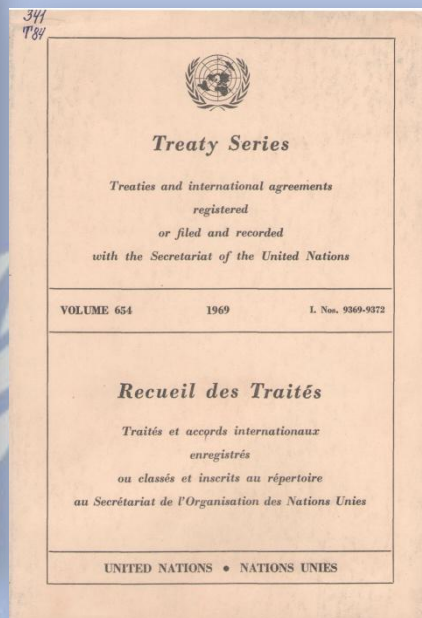 341
T84
Treaty Series
Treaties and international agreements
registered
or filed and recorded
with the Secretariat of the United Nations
VOLUME 654 1969 I. Nos. 9369-9372
Recueil des Traités
Traités et accords internationaux
enregistrés
ou classés et inscrits au répertoire
au Secrétariat de l'Organisation des Nations Unies
UNITED NATIONS • NATIONS UNIES